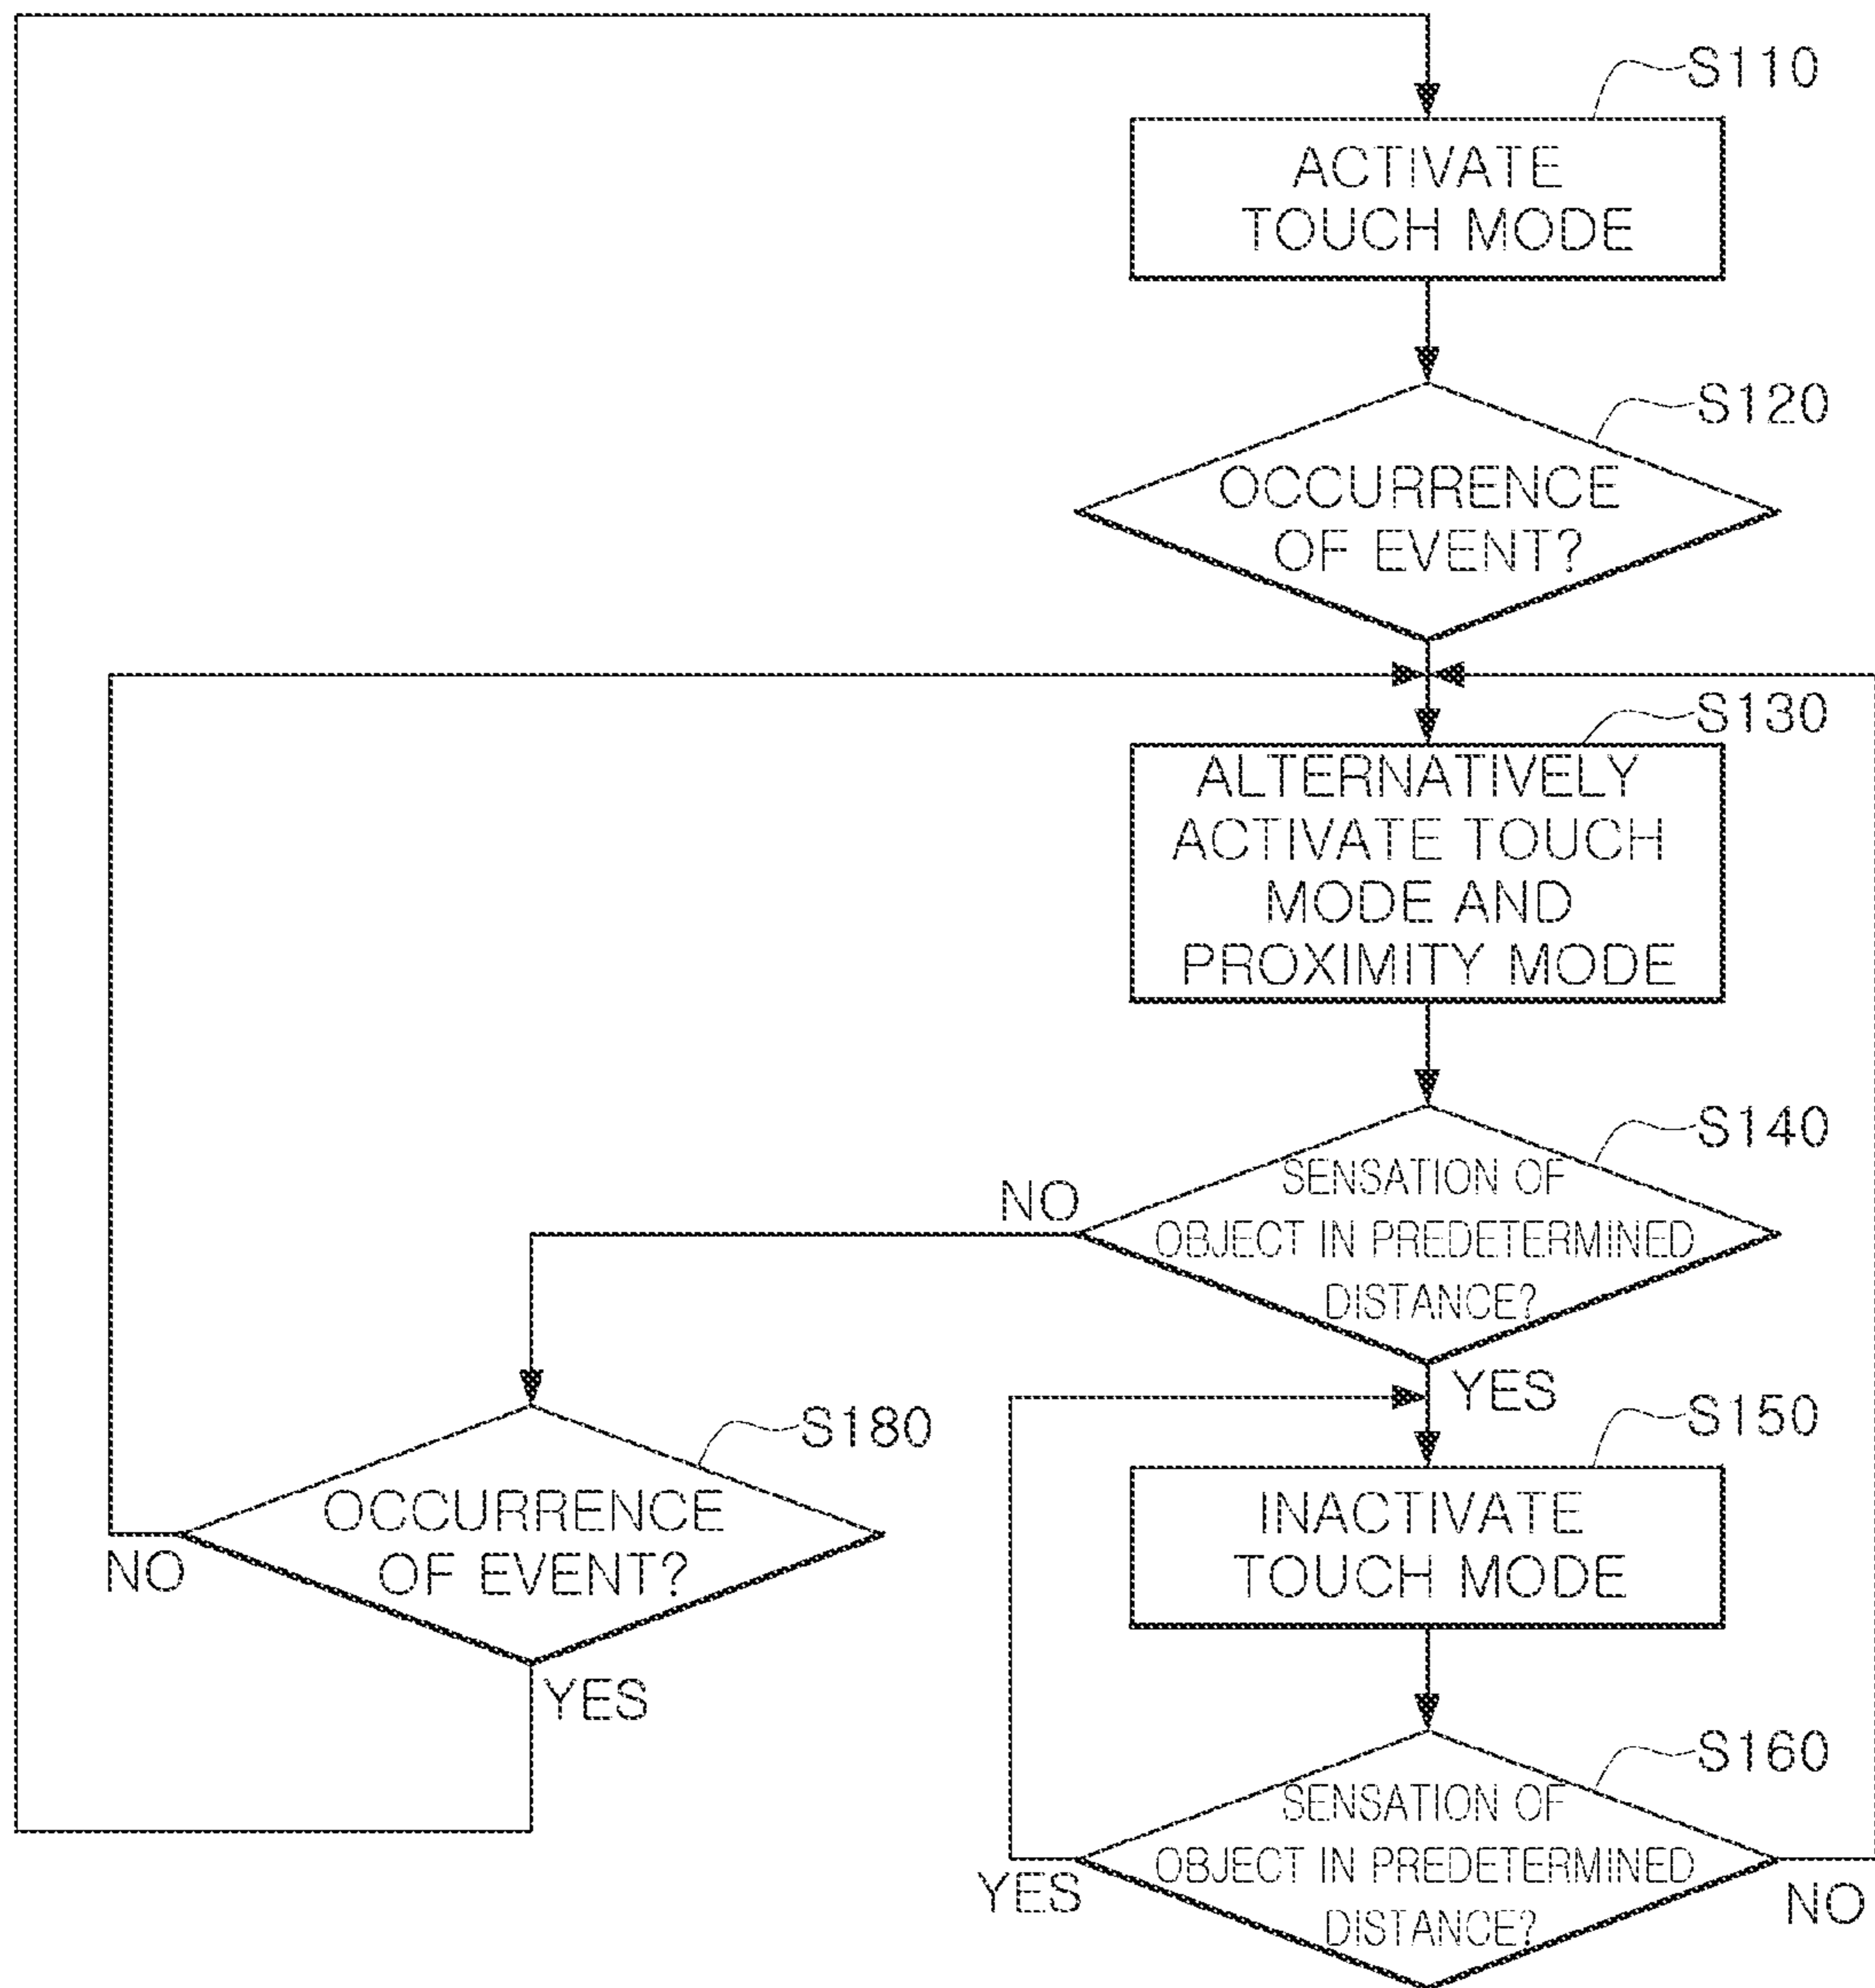 S110
ACTIVATE
TOUCH MODE
S120
OCCURRENCE
OF EVENT?
S130
ALTERNATIVELY
ACTIVATE TOUCH
MODE AND
PROXIMITY MODE
S140
NO
SENSATION OF
OBJECT IN PREDETERMINED
DISTANCE?
YES
S180
OCCURRENCE
OF EVENT?
NO
YES
S150
INACTIVATE
TOUCH MODE
S160
SENSATION OF
OBJECT IN PREDETERMINED
DISTANCE?
YES
NO